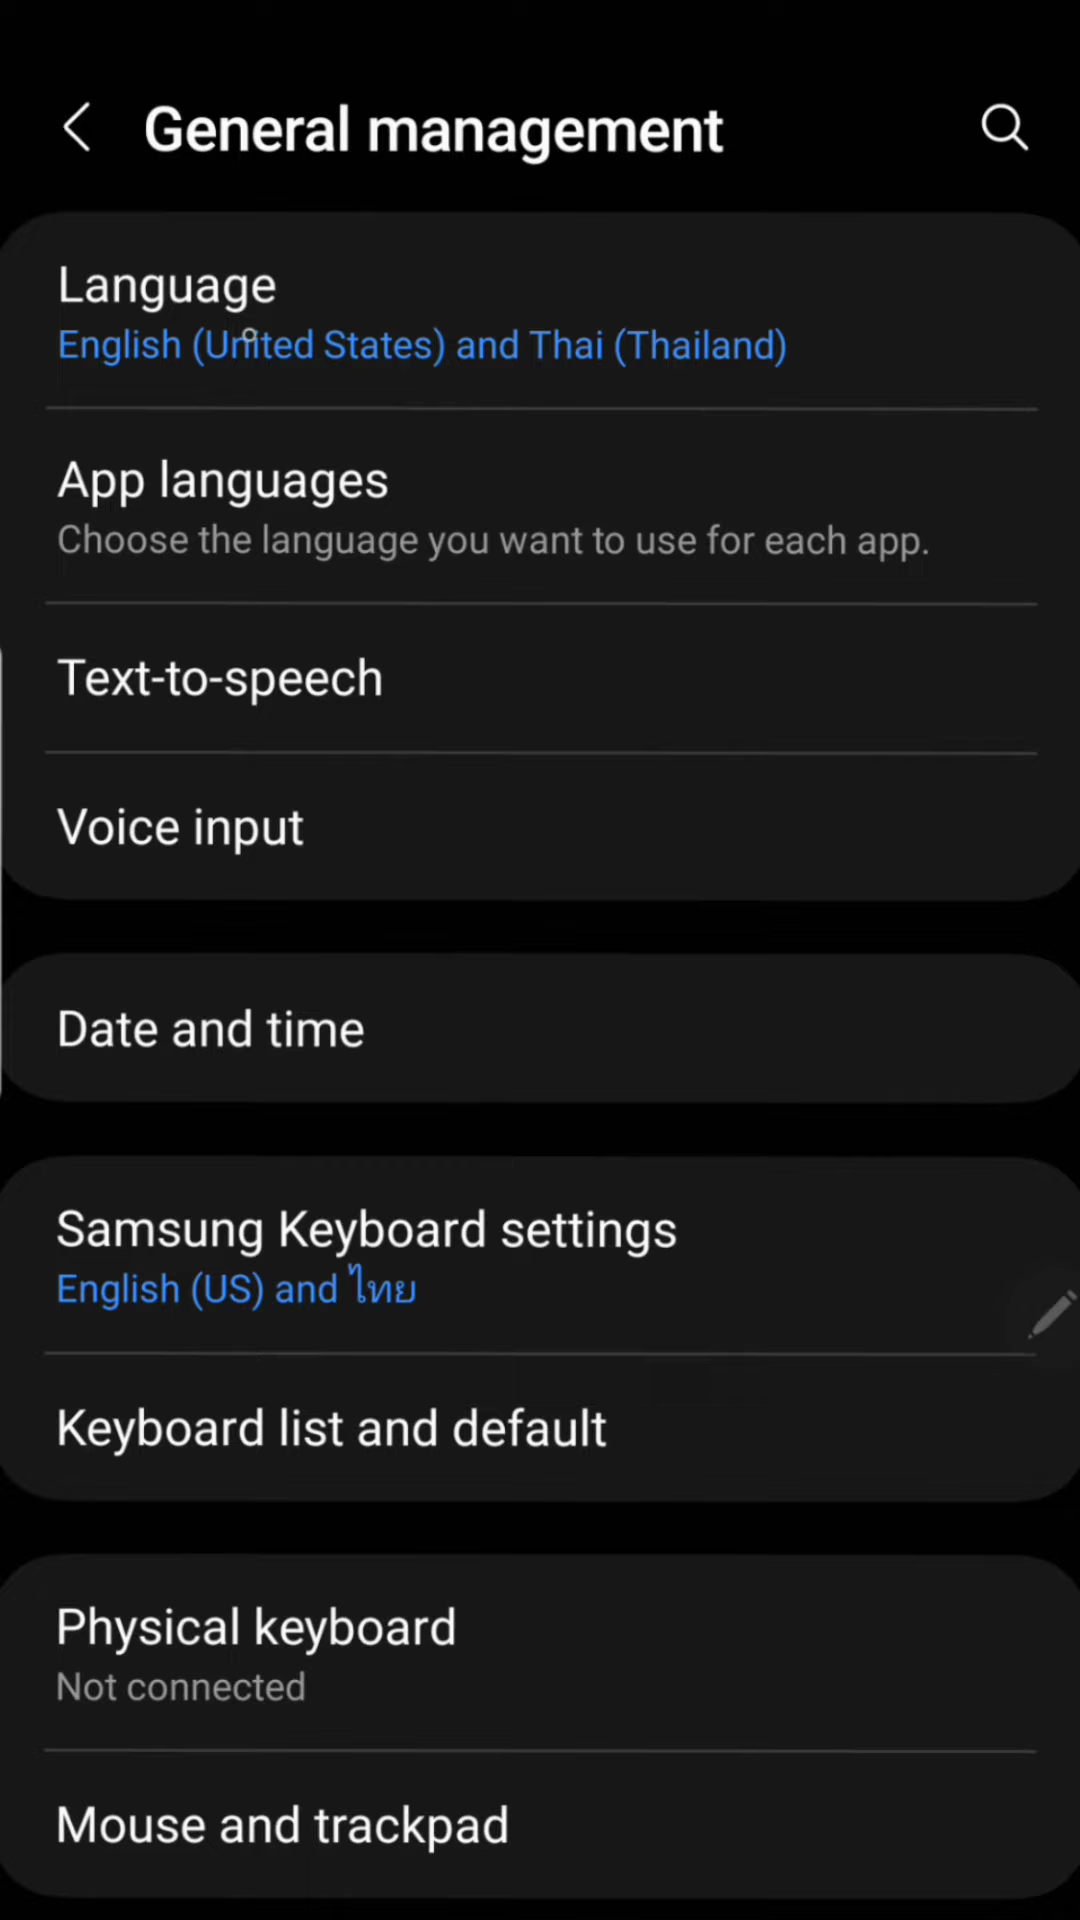 General management
Language
English (United States) and Thai (Thailand)
App languages
Choose the language you want to use for each app.
Text-to-speech
Voice input
Date and time
Samsung Keyboard settings
English (US) and ไทย
Keyboard list and default
Physical keyboard
Not connected
Mouse and trackpad